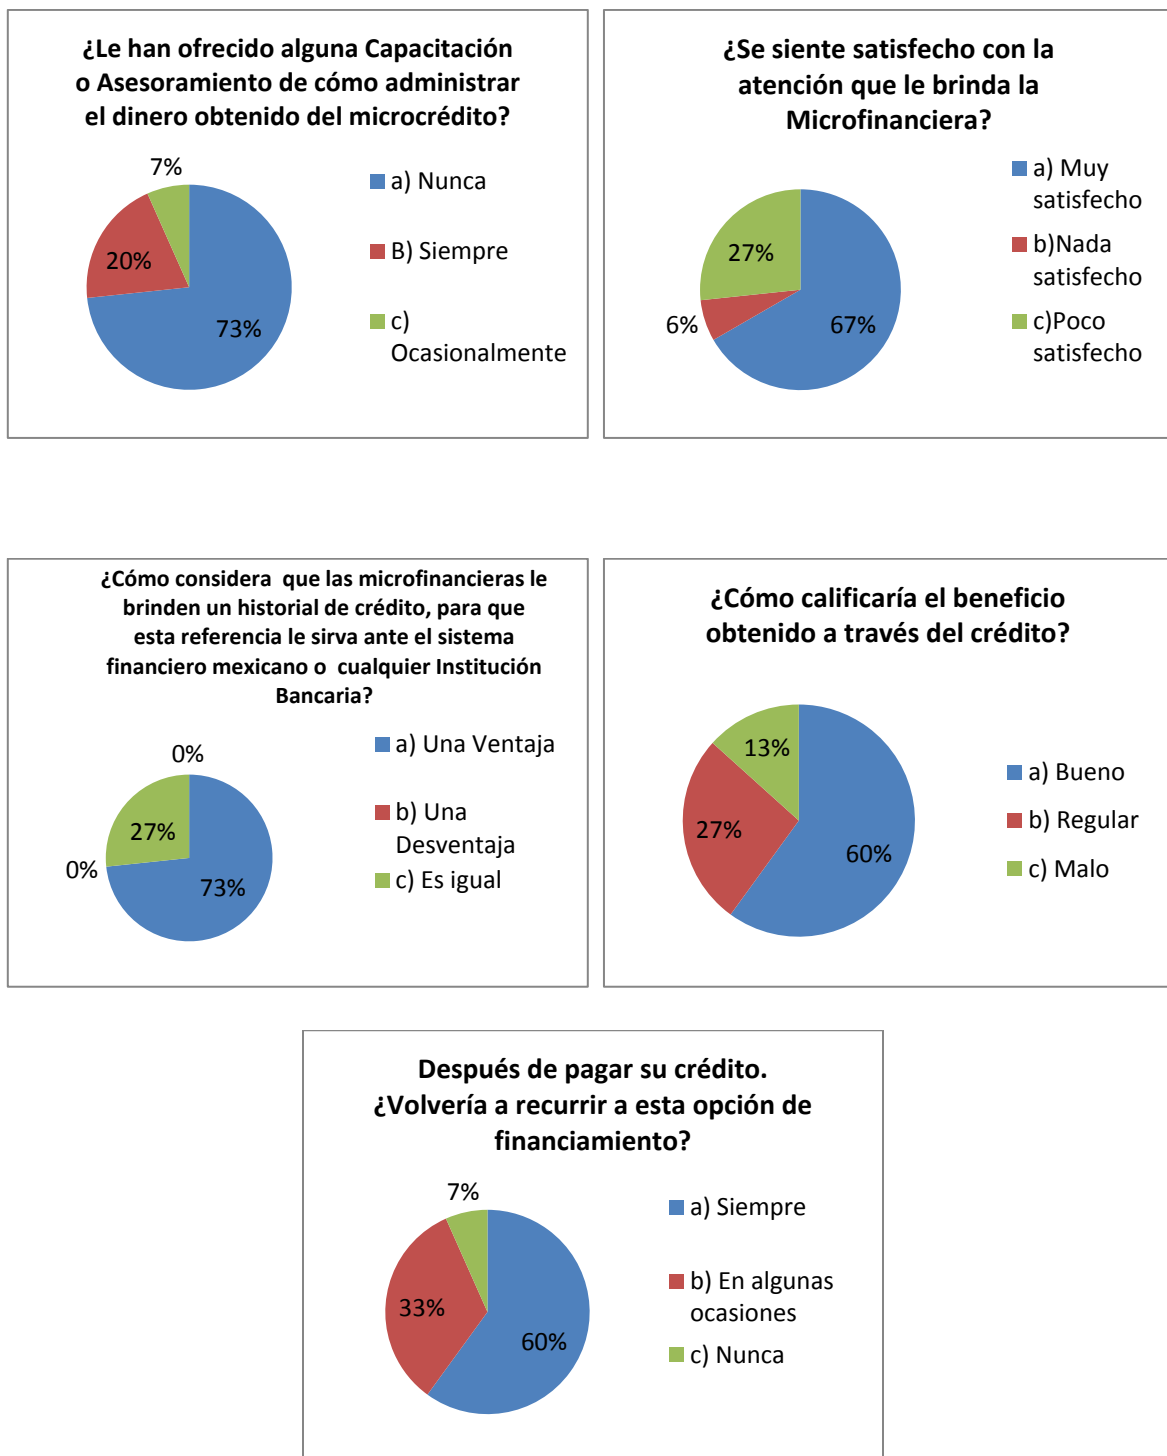 ¿Le han ofrecido alguna Capacitación
o Asesoramiento de cómo administrar
el dinero obtenido del microcrédito?
7%
20%
73%
a) Nunca
B) Siempre
c)
Ocasionalmente
¿Se siente satisfecho con la
atención que le brinda la
Microfinanciera?
27%
6%
67%
a) Muy
satisfecho
b)Nada
satisfecho
c)Poco
satisfecho
¿Cómo considera  que las microfinancieras le
brinden un historial de crédito, para que
esta referencia le sirva ante el sistema
financiero mexicano o  cualquier Institución
Bancaria?
0%
27%
0%
73%
a) Una Ventaja
b) Una
Desventaja
c) Es igual
¿Cómo calificaría el beneficio
obtenido a través del crédito?
13%
27%
60%
a) Bueno
b) Regular
c) Malo
Después de pagar su crédito.
¿Volvería a recurrir a esta opción de
financiamiento?
7%
33%
60%
a) Siempre
b) En algunas
ocasiones
c) Nunca